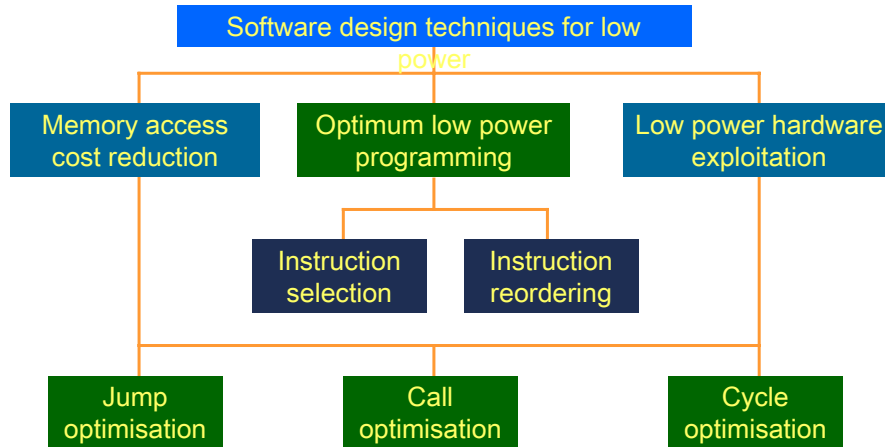 Software design techniques for low
power
Memory access
cost reduction
Optimum low power
programming
Low power hardware
exploitation
Instruction
selection
Instruction
reordering
Jump
optimisation
Call
optimisation
Cycle
optimisation